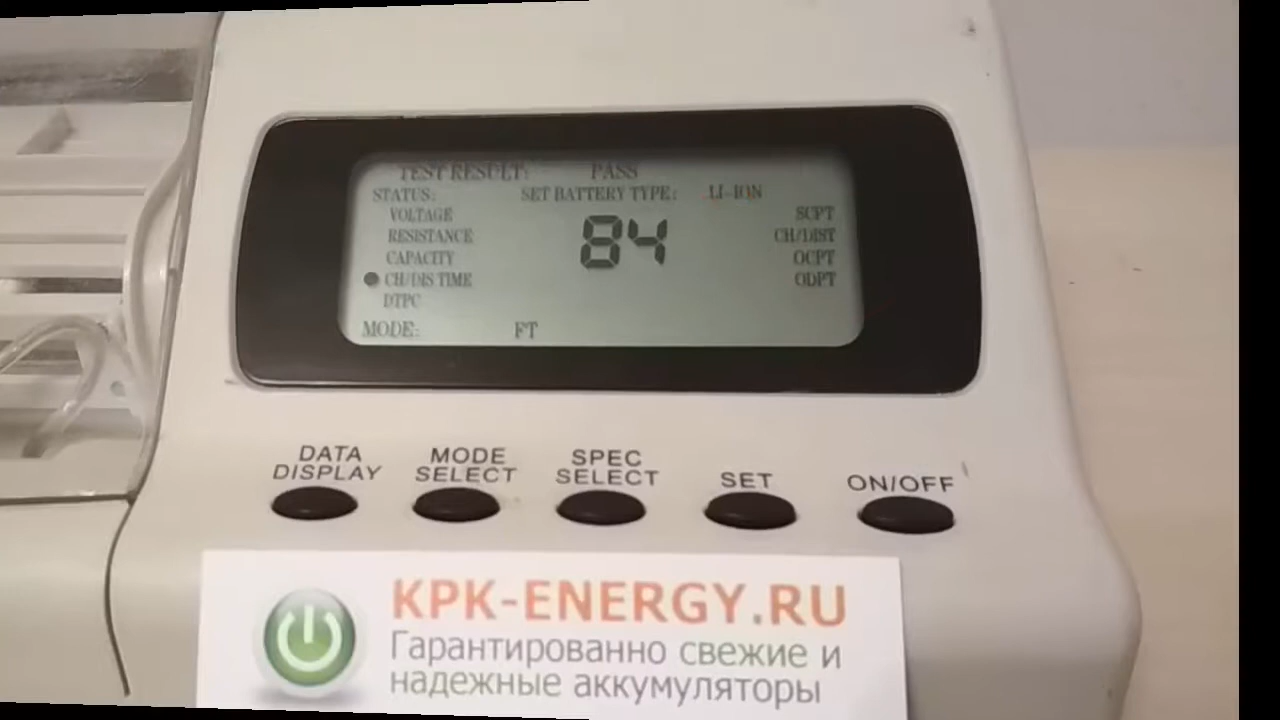 TEST RESULT: PASS
STATUS: SET BATTERY TYPE: LI-ION
VOLTAGE SCPT
RESISTANCE 84 CH/DIST
CAPACITY OCPT
CH/DIS TIME ODPT
DTPC
MODE: FT
DATA DISPLAY
MODE SELECT
SPEC SELECT
SET
ON/OFF
KPK-ENERGY.RU
Гарантированно свежие и
надежные аккумуляторы